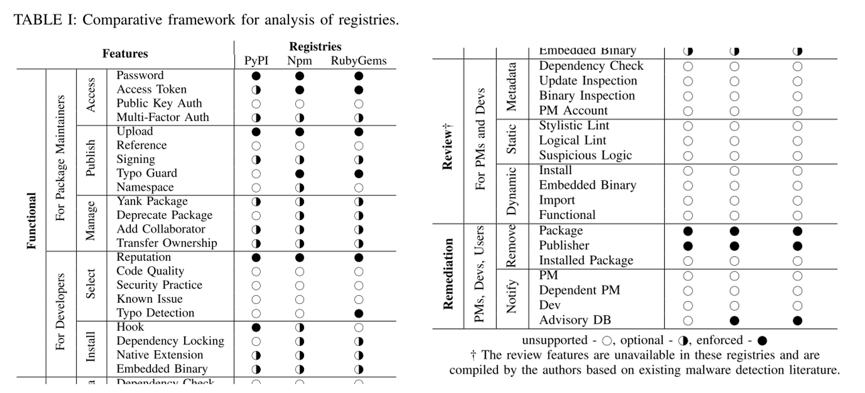 TABLE I: Comparative framework for analysis of registries.
Features
Registries
PyPI Npm RubyGems
Functional
For Package Maintainers
Access
Password ● ● ●
Access Token ◑ ● ●
Public Key Auth ○ ○ ○
Multi-Factor Auth ◑ ◑ ◑
Publish
Upload ● ● ●
Reference ○ ○ ○
Signing ◑ ◑ ◑
Typo Guard ○ ● ●
Namespace ○ ◑ ○
Manage
Yank Package ◑ ◑ ◑
Deprecate Package ○ ◑ ◑
Add Collaborator ◑ ◑ ◑
Transfer Ownership ◑ ◑ ◑
For Developers
Select
Reputation ● ● ●
Code Quality ○ ○ ○
Security Practice ○ ○ ○
Known Issue ○ ○ ○
Typo Detection ○ ○ ●
Install
Hook ● ◑ ○
Dependency Locking ○ ◑ ◑
Native Extension ◑ ◑ ◑
Embedded Binary ◑ ◑ ◑
Dependency Check ○ ○ ○
Embedded Binary ◑ ◑ ◑
Review†
For PMs and Devs
Metadata
Dependency Check ○ ○ ○
Update Inspection ○ ○ ○
Binary Inspection ○ ○ ○
PM Account ○ ○ ○
Static
Stylistic Lint ○ ○ ○
Logical Lint ○ ○ ○
Suspicious Logic ○ ○ ○
Dynamic
Install ○ ○ ○
Embedded Binary ○ ○ ○
Import ○ ○ ○
Functional ○ ○ ○
Remediation
PMs, Devs, Users
Remove
Package ● ● ●
Publisher ● ● ●
Installed Package ○ ○ ○
Notify
PM ○ ○ ○
Dependent PM ○ ○ ○
Dev ○ ○ ○
Advisory DB ○ ● ●
unsupported - ○, optional - ◑, enforced - ●
† The review features are unavailable in these registries and are
compiled by the authors based on existing malware detection literature.